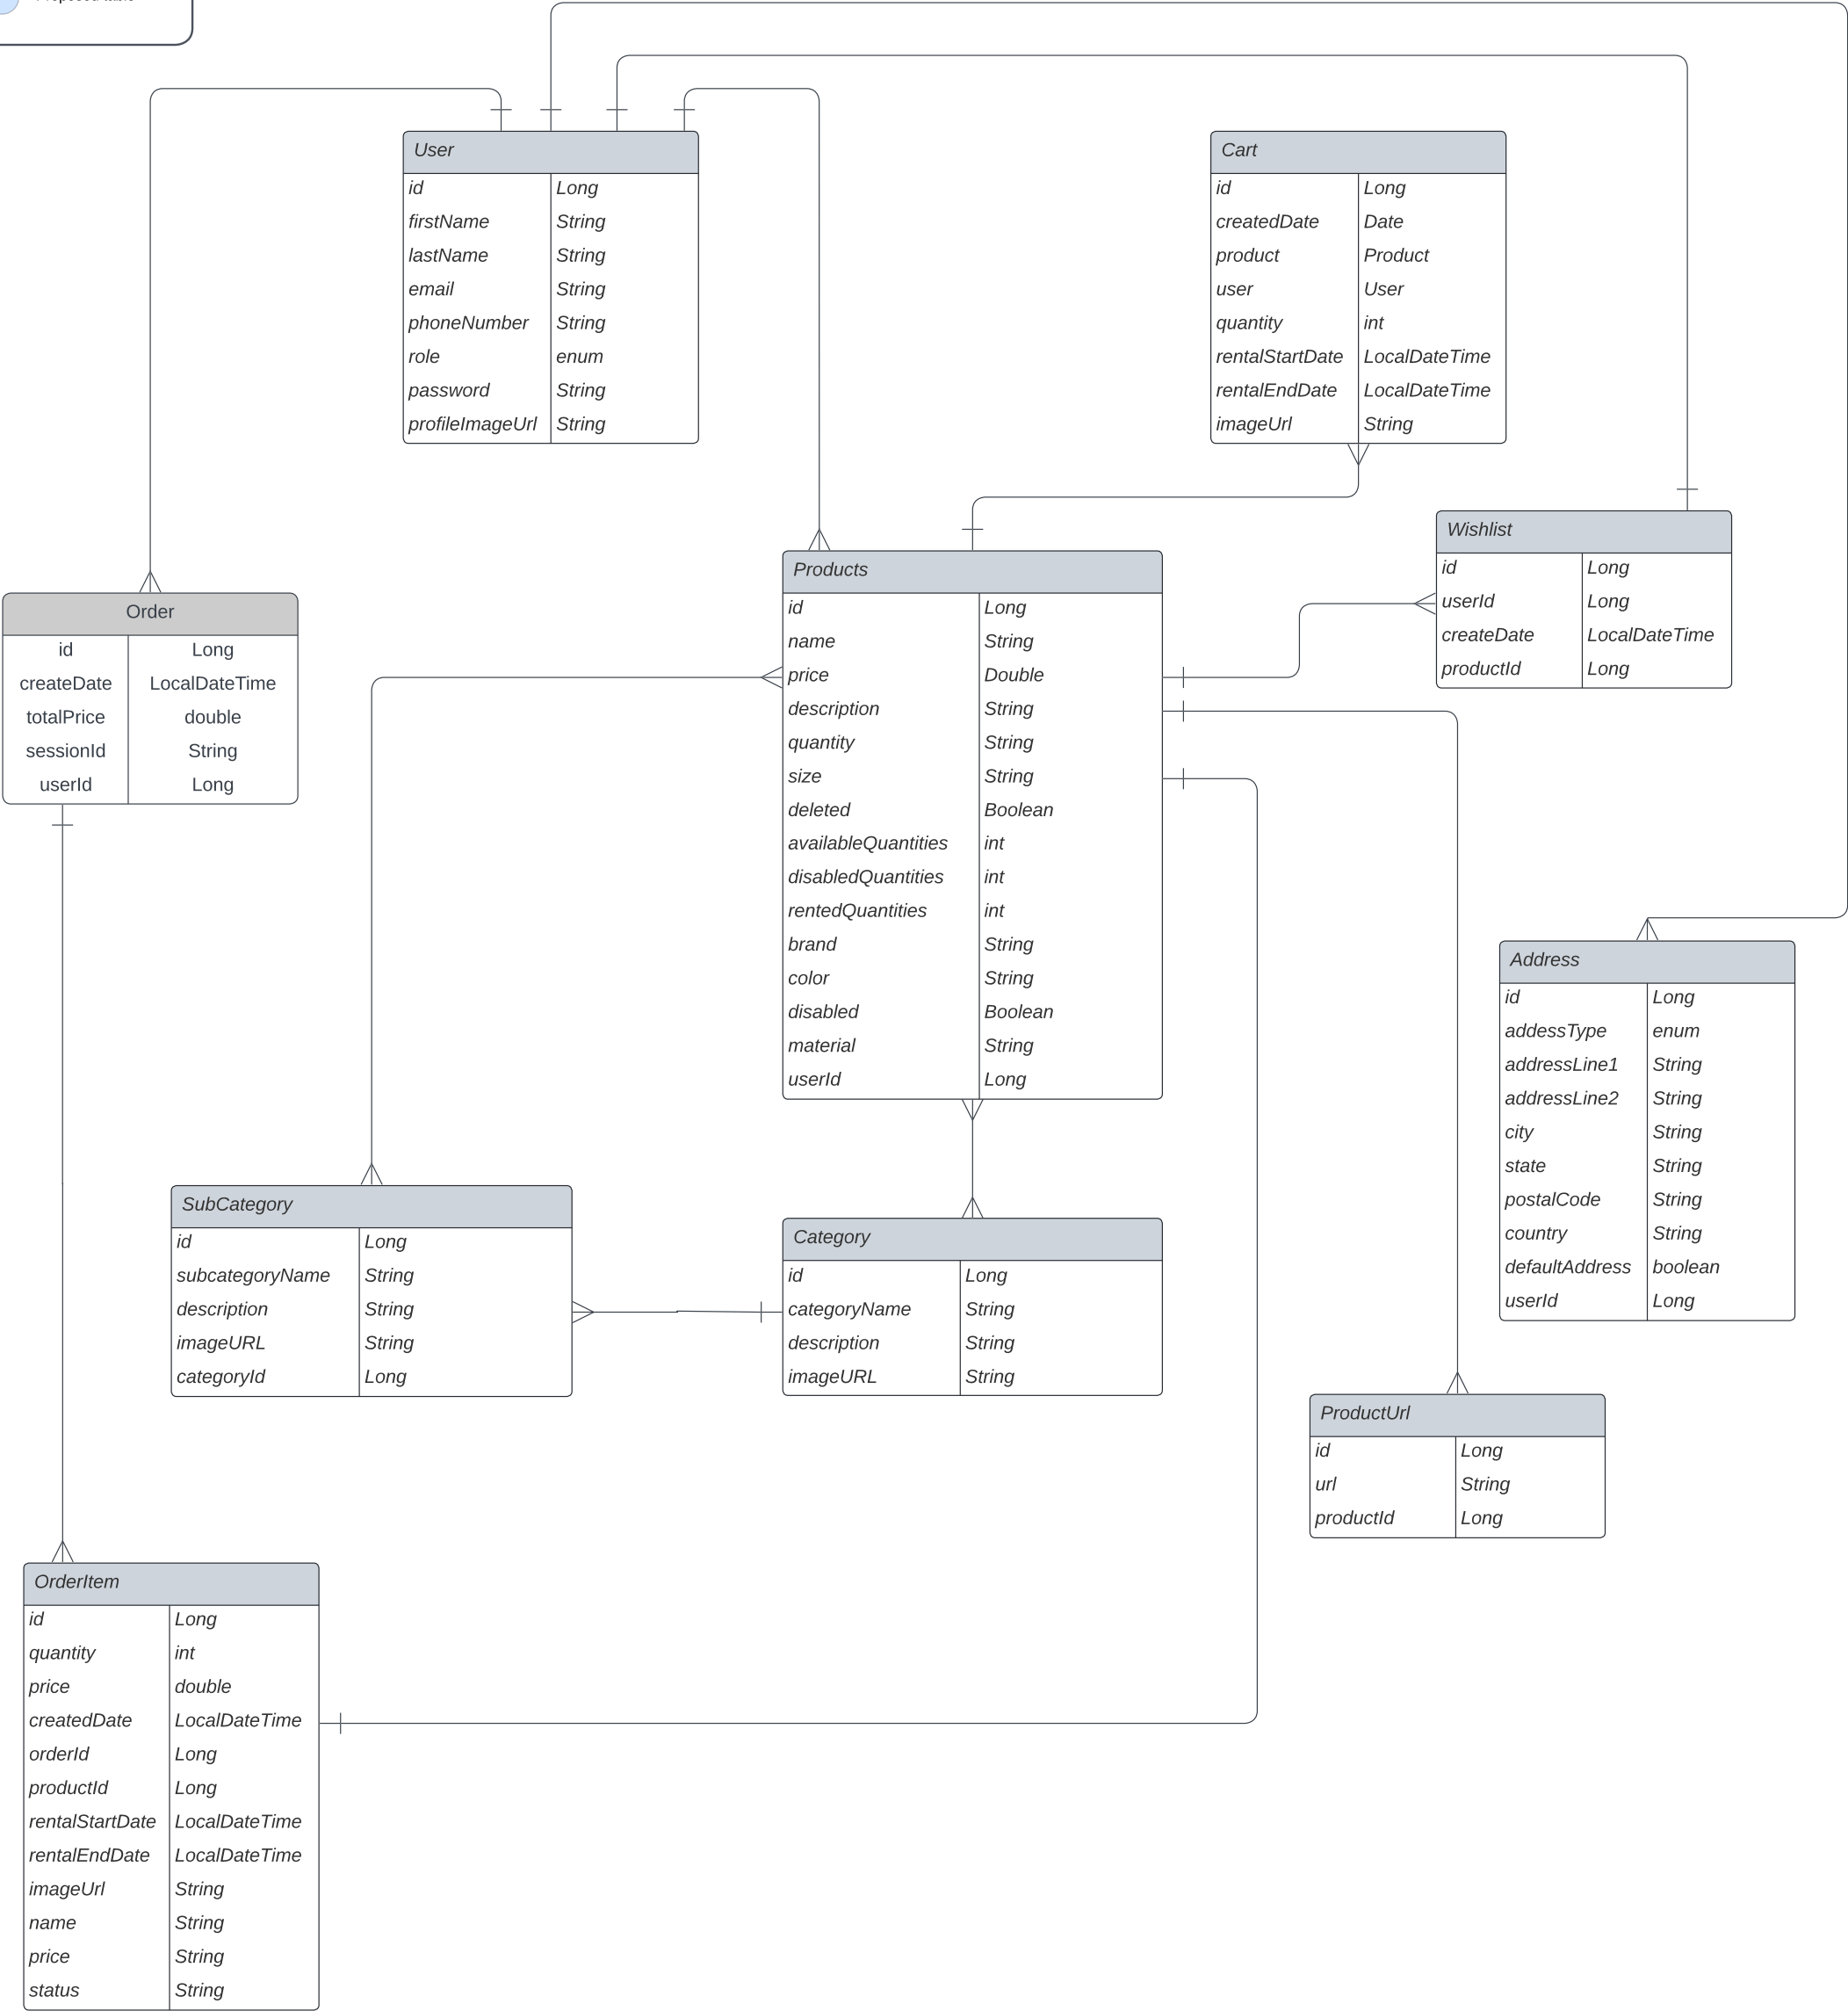 User
id Long
firstName String
lastName String
email String
phoneNumber String
role enum
password String
profileImageUrl String
Cart
id Long
createdDate Date
product Product
user User
quantity int
rentalStartDate LocalDateTime
rentalEndDate LocalDateTime
imageUrl String
Wishlist
id Long
userId Long
createDate LocalDateTime
productId Long
Products
id Long
name String
price Double
description String
quantity String
size String
deleted Boolean
availableQuantities int
disabledQuantities int
rentedQuantities int
brand String
color String
disabled Boolean
material String
userId Long
Order
id Long
createDate LocalDateTime
totalPrice double
sessionId String
userId Long
Address
id Long
addessType enum
addressLine1 String
addressLine2 String
city String
state String
postalCode String
country String
defaultAddress boolean
userId Long
SubCategory
id Long
subcategoryName String
description String
imageURL String
categoryId Long
Category
id Long
categoryName String
description String
imageURL String
ProductUrl
id Long
url String
productId Long
OrderItem
id Long
quantity int
price double
createdDate LocalDateTime
orderId Long
productId Long
rentalStartDate LocalDateTime
rentalEndDate LocalDateTime
imageUrl String
name String
price String
status String